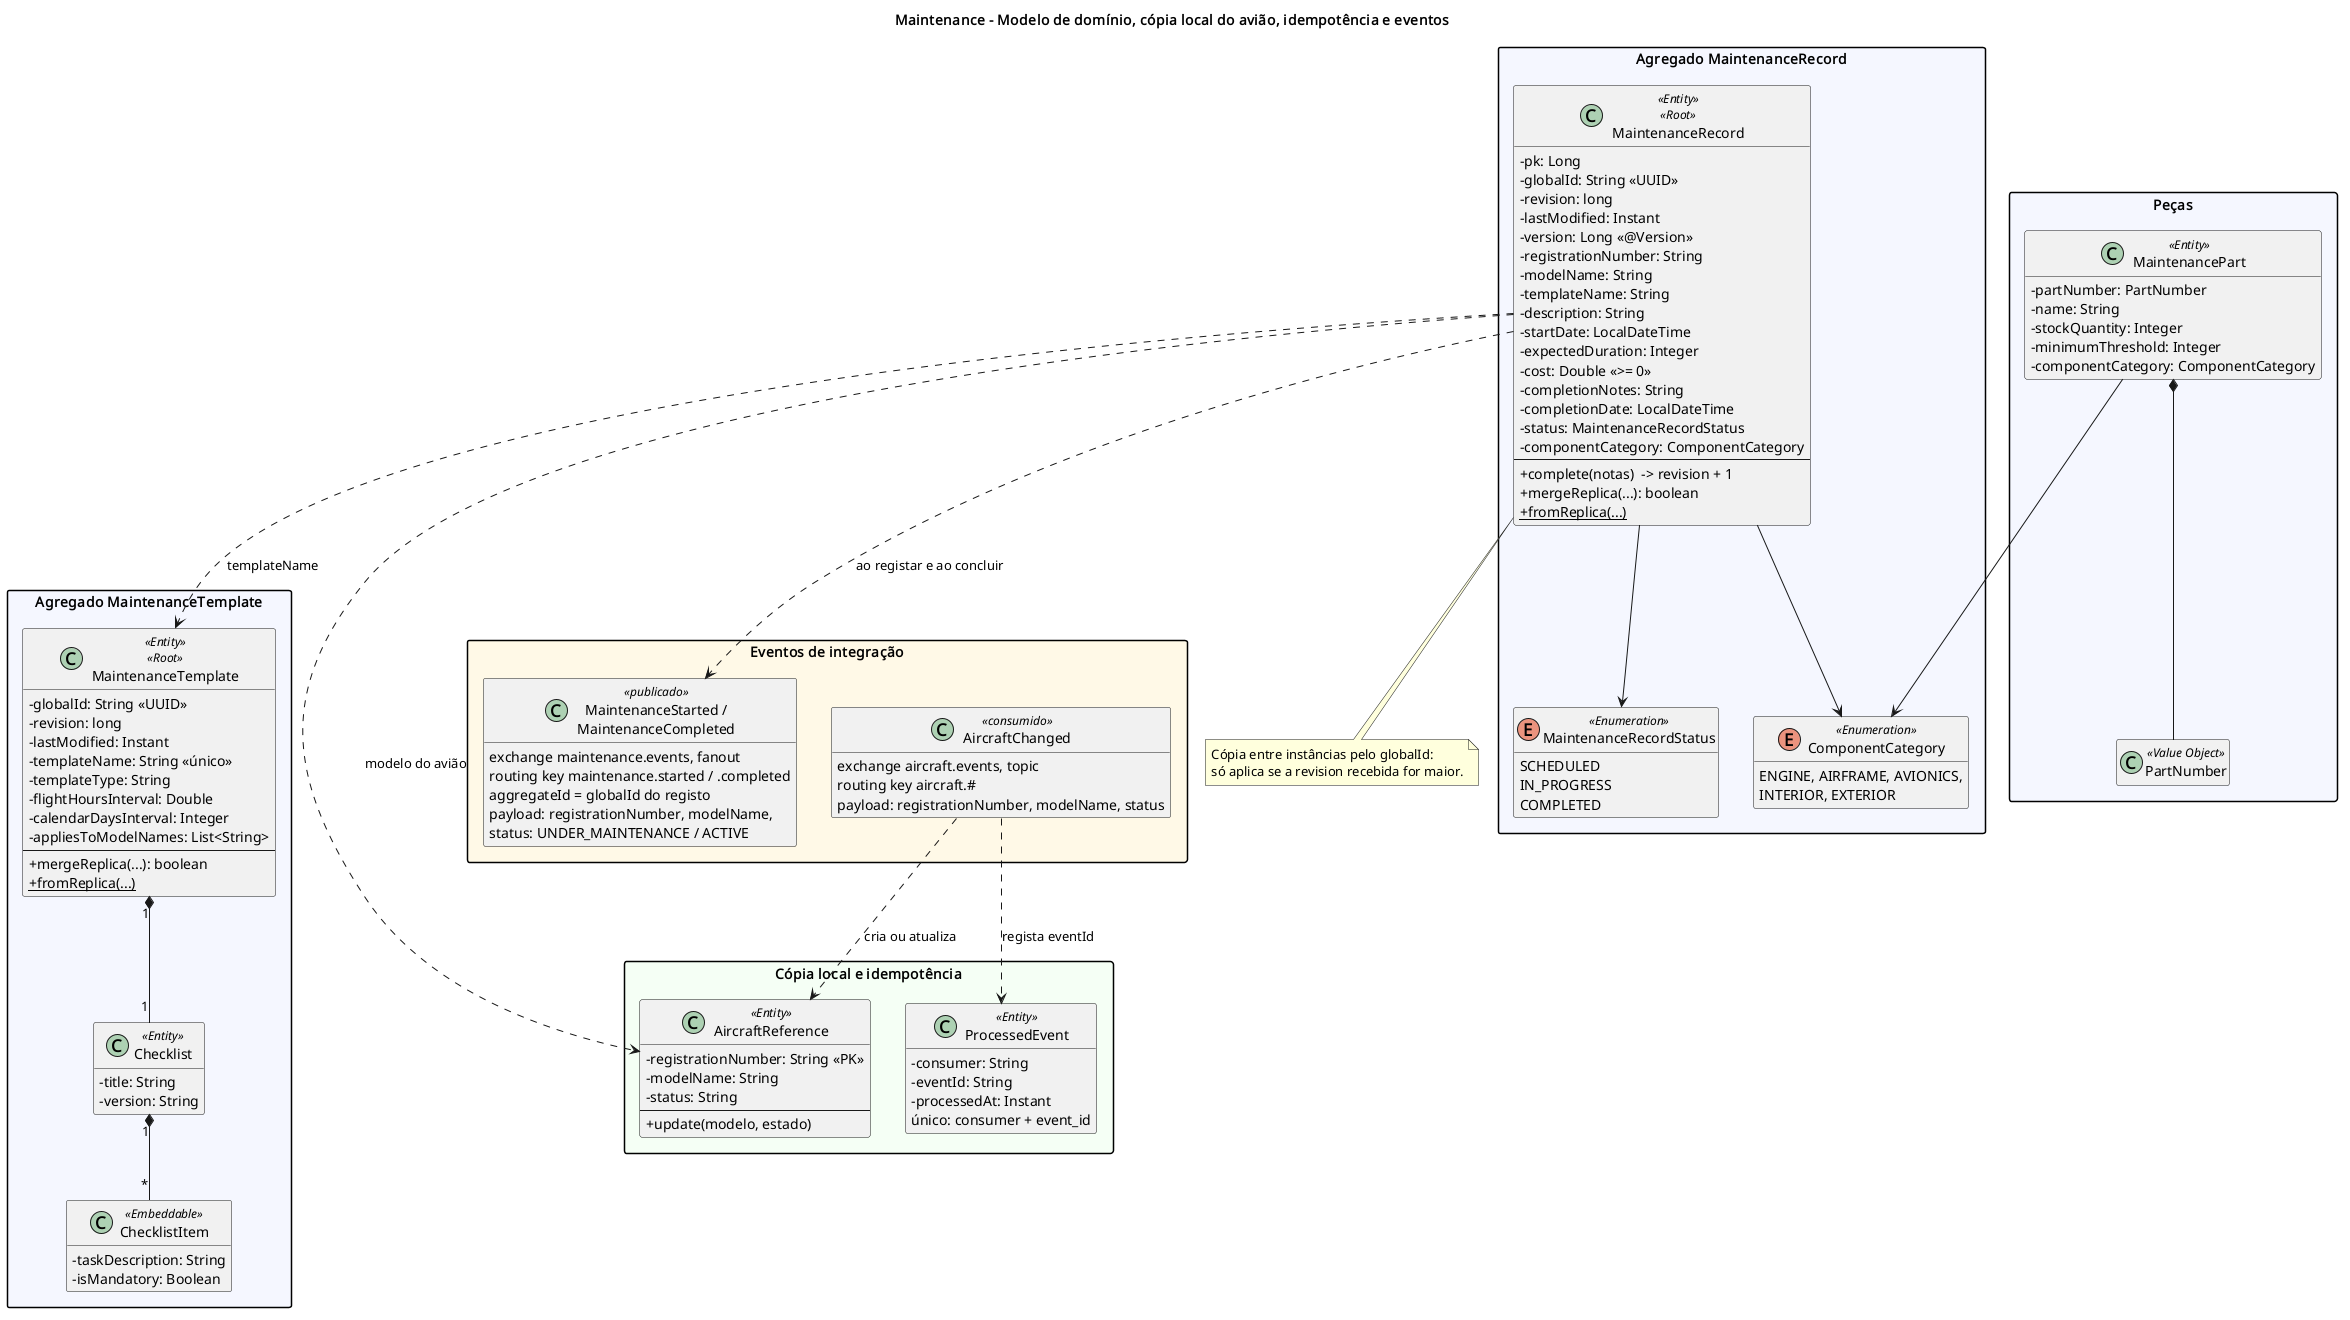 Maintenance - Modelo de domínio, cópia local do avião, idempotência e eventos
Agregado MaintenanceRecord
«Entity»
«Root»
MaintenanceRecord
-pk: Long
-globalId: String «UUID»
-revision: long
-lastModified: Instant
-version: Long «@Version»
-registrationNumber: String
-modelName: String
-templateName: String
-description: String
-startDate: LocalDateTime
-expectedDuration: Integer
-cost: Double «>= 0»
-completionNotes: String
-completionDate: LocalDateTime
-status: MaintenanceRecordStatus
-componentCategory: ComponentCategory
+complete(notas)  -> revision + 1
+mergeReplica(...): boolean
+fromReplica(...)
Peças
«Entity»
MaintenancePart
-partNumber: PartNumber
-name: String
-stockQuantity: Integer
-minimumThreshold: Integer
-componentCategory: ComponentCategory
templateName
ao registar e ao concluir
modelo do avião
Agregado MaintenanceTemplate
«Entity»
«Root»
MaintenanceTemplate
-globalId: String «UUID»
-revision: long
-lastModified: Instant
-templateName: String «único»
-templateType: String
-flightHoursInterval: Double
-calendarDaysInterval: Integer
-appliesToModelNames: List<String>
+mergeReplica(...): boolean
+fromReplica(...)
1
1
«Entity»
Checklist
-title: String
-version: String
1
*
«Embeddable»
ChecklistItem
-taskDescription: String
-isMandatory: Boolean
Eventos de integração
«publicado»
MaintenanceStarted /
MaintenanceCompleted
exchange maintenance.events, fanout
routing key maintenance.started / .completed
aggregateId = globalId do registo
payload: registrationNumber, modelName,
status: UNDER_MAINTENANCE / ACTIVE
«consumido»
AircraftChanged
exchange aircraft.events, topic
routing key aircraft.#
payload: registrationNumber, modelName, status
Cópia entre instâncias pelo globalId:
só aplica se a revision recebida for maior.
«Enumeration»
MaintenanceRecordStatus
SCHEDULED
IN_PROGRESS
COMPLETED
«Enumeration»
ComponentCategory
ENGINE, AIRFRAME, AVIONICS,
INTERIOR, EXTERIOR
«Value Object»
PartNumber
cria ou atualiza
regista eventId
Cópia local e idempotência
«Entity»
AircraftReference
-registrationNumber: String «PK»
-modelName: String
-status: String
+update(modelo, estado)
«Entity»
ProcessedEvent
-consumer: String
-eventId: String
-processedAt: Instant
único: consumer + event_id